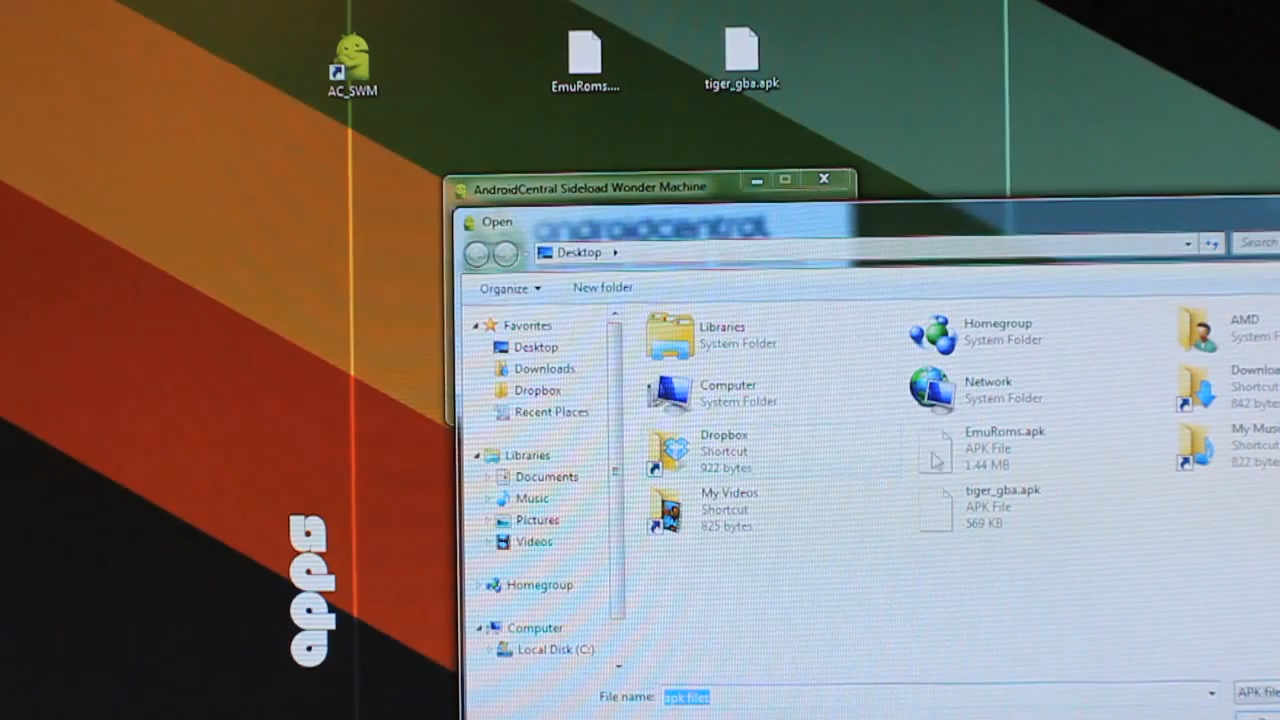 AC_SWM
EmuRoms....
tiger_gba.apk
AndroidCentral Sideload Wonder Machine
Open
androidcentral
Desktop
Search
Organize
New folder
Favorites
Desktop
Downloads
Dropbox
Recent Places
Libraries
Documents
Music
Pictures
Videos
Homegroup
Computer
Local Disk (C:)
Libraries
System Folder
Computer
System Folder
Dropbox
Shortcut
922 bytes
My Videos
Shortcut
825 bytes
Homegroup
System Folder
Network
System Folder
EmuRoms.apk
APK File
1.44 MB
tiger_gba.apk
APK File
569 KB
AMD
System F
Downloa
Shortcut
842 bytes
My Mus
Shortcut
822 bytes
File name:
apk files
APK file